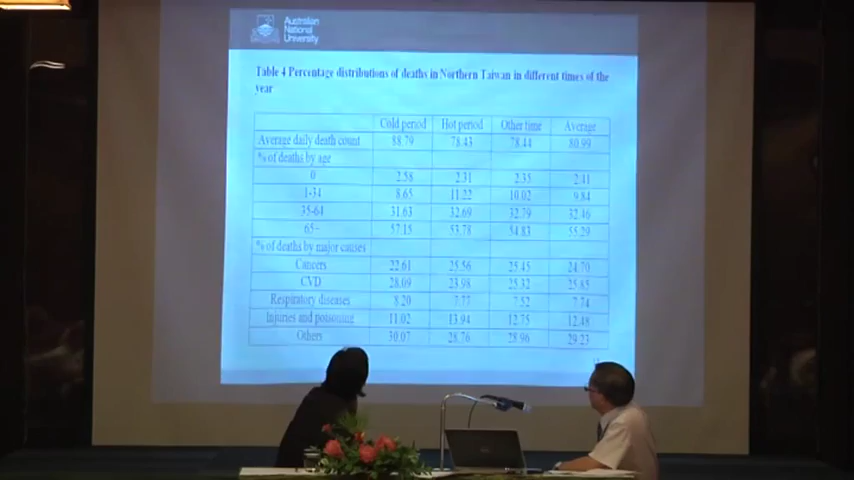 Australian
National
University
Table 4 Percentage distributions of deaths in Northern Taiwan in different times of the
year
Cold period Hot period Other time Average
Average daily death count 88.79 78.43 78.44 80.99
% of deaths by age
0 2.58 2.31 2.35 2.41
1-34 8.65 11.22 10.02 9.84
35-64 31.63 32.69 32.79 32.46
65- 57.15 53.78 54.83 55.29
% of deaths by major causes
Cancers 22.61 25.56 25.45 24.70
CVD 28.09 23.98 25.32 25.85
Respiratory diseases 8.20 7.77 7.52 7.74
Injuries and poisoning 11.02 13.94 12.75 12.48
Others 30.07 28.76 28.96 29.23